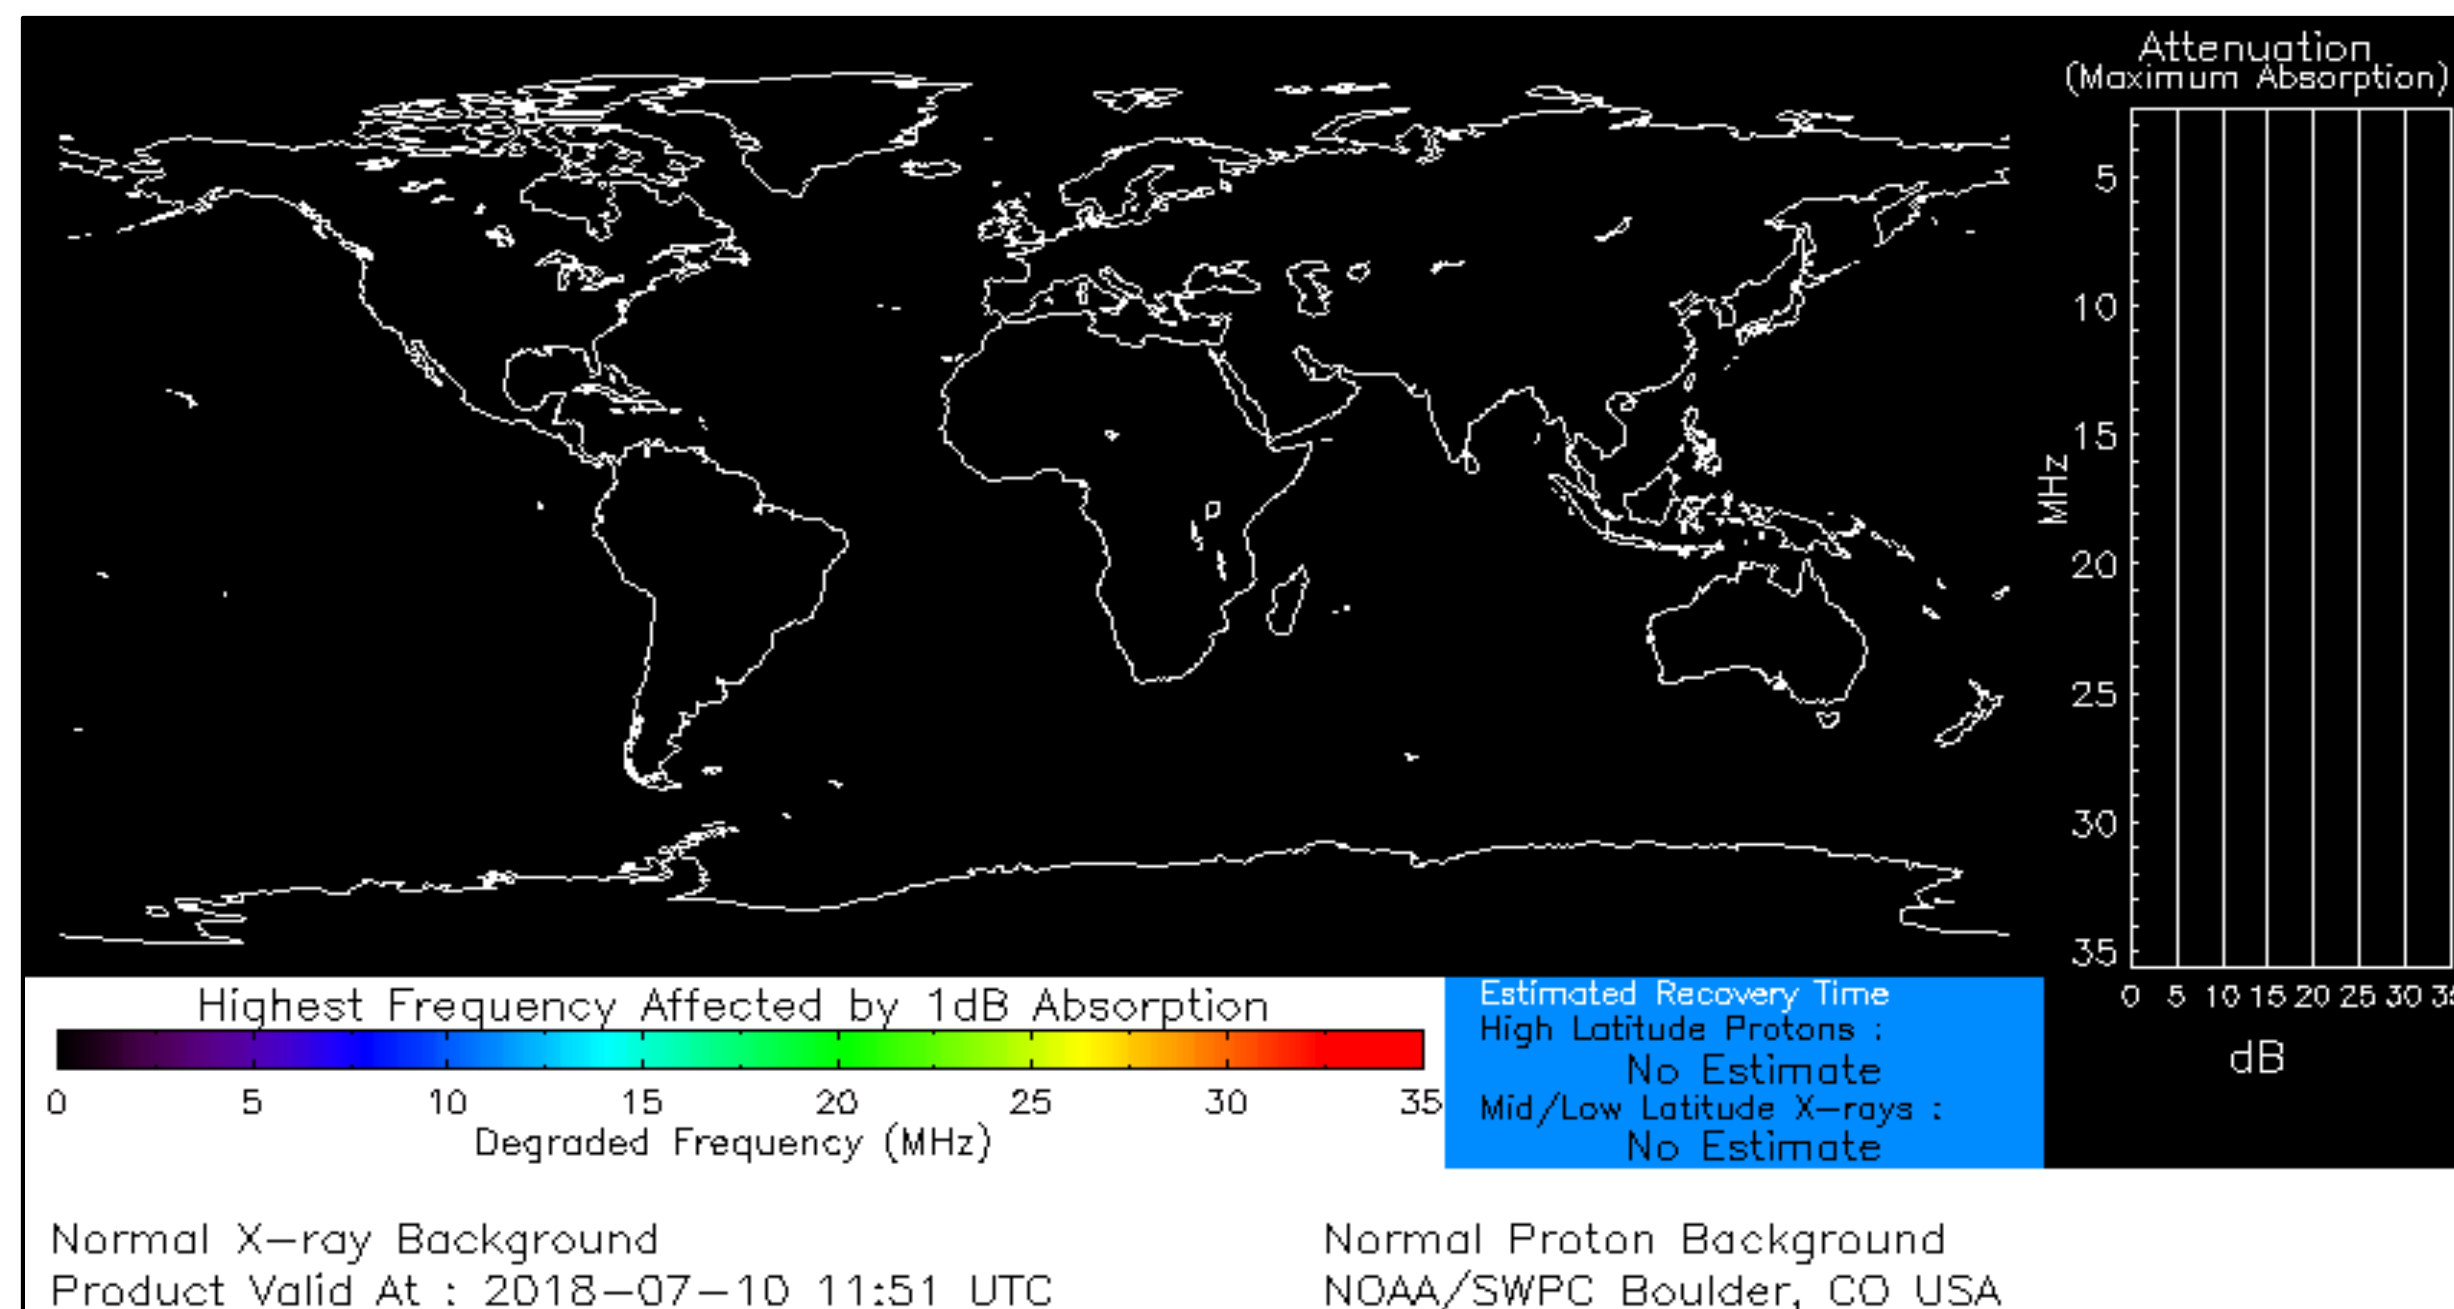 Attenuation
(Maximum Absorption)
5
10
15
20
25
30
35
MHz
0 5 10 15 20 25 30
dB
Highest Frequency Affected by 1dB Absorption
0 5 10 15 20 25 30 35
Degraded Frequency (MHz)
Estimated Recovery Time
High Latitude Protons :
No Estimate
Mid/Low Latitude X-rays :
No Estimate
Normal X-ray Background
Normal Proton Background
Product Valid At : 2018-07-10 11:51 UTC
NOAA/SWPC Boulder, CO USA